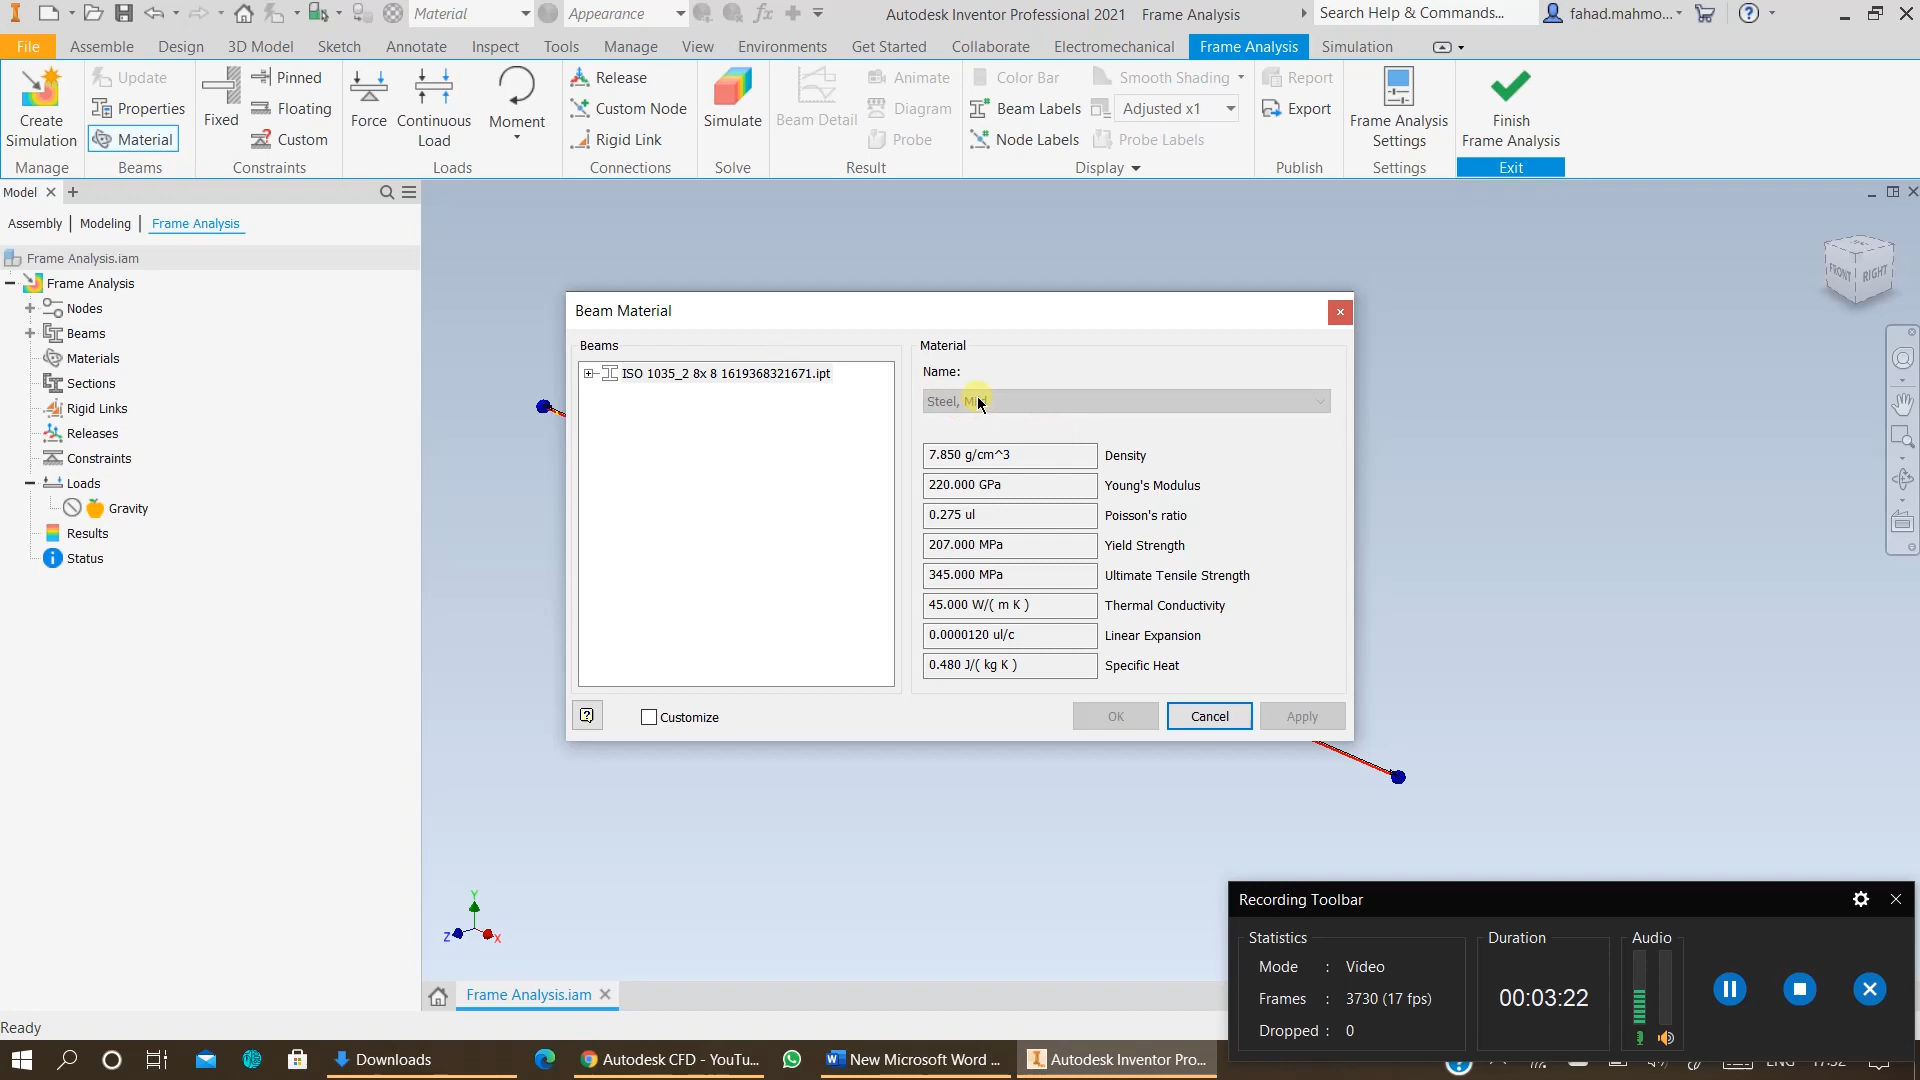 Material
Appearance
Autodesk Inventor Professional 2021 Frame Analysis
Search Help & Commands...
fahad.mahmo...
File
Assemble
Design
3D Model
Sketch
Annotate
Inspect
Tools
Manage
View
Environments
Get Started
Collaborate
Electromechanical
Frame Analysis
Simulation
Create Simulation
Update
Properties
Material
Fixed
Pinned
Floating
Custom
Force
Continuous Load
Moment
Release
Custom Node
Rigid Link
Simulate
Beam Detail
Animate
Diagram
Probe
Color Bar
Beam Labels
Node Labels
Smooth Shading
Adjusted x1
Probe Labels
Report
Export
Frame Analysis Settings
Finish Frame Analysis
Manage
Beams
Constraints
Loads
Connections
Solve
Result
Display
Publish
Settings
Exit
Model
Assembly
Modeling
Frame Analysis
Frame Analysis.iam
Frame Analysis
Nodes
Beams
Materials
Sections
Rigid Links
Releases
Constraints
Loads
Gravity
Results
Status
FRONT
RIGHT
Beam Material
Beams
ISO 1035_2 8x 8 1619368321671.ipt
Material
Name:
Steel, Mild
7.850 g/cm^3 Density
220.000 GPa Young's Modulus
0.275 ul Poisson's ratio
207.000 MPa Yield Strength
345.000 MPa Ultimate Tensile Strength
45.000 W/( m K ) Thermal Conductivity
0.0000120 ul/c Linear Expansion
0.480 J/( kg K ) Specific Heat
Customize
OK
Cancel
Apply
Y
Z
X
Frame Analysis.iam
Ready
Recording Toolbar
Statistics
Mode : Video
Frames : 3730 (17 fps)
Dropped : 0
Duration
00:03:22
Audio
Downloads
Autodesk CFD - YouTu...
New Microsoft Word ...
Autodesk Inventor Pro...